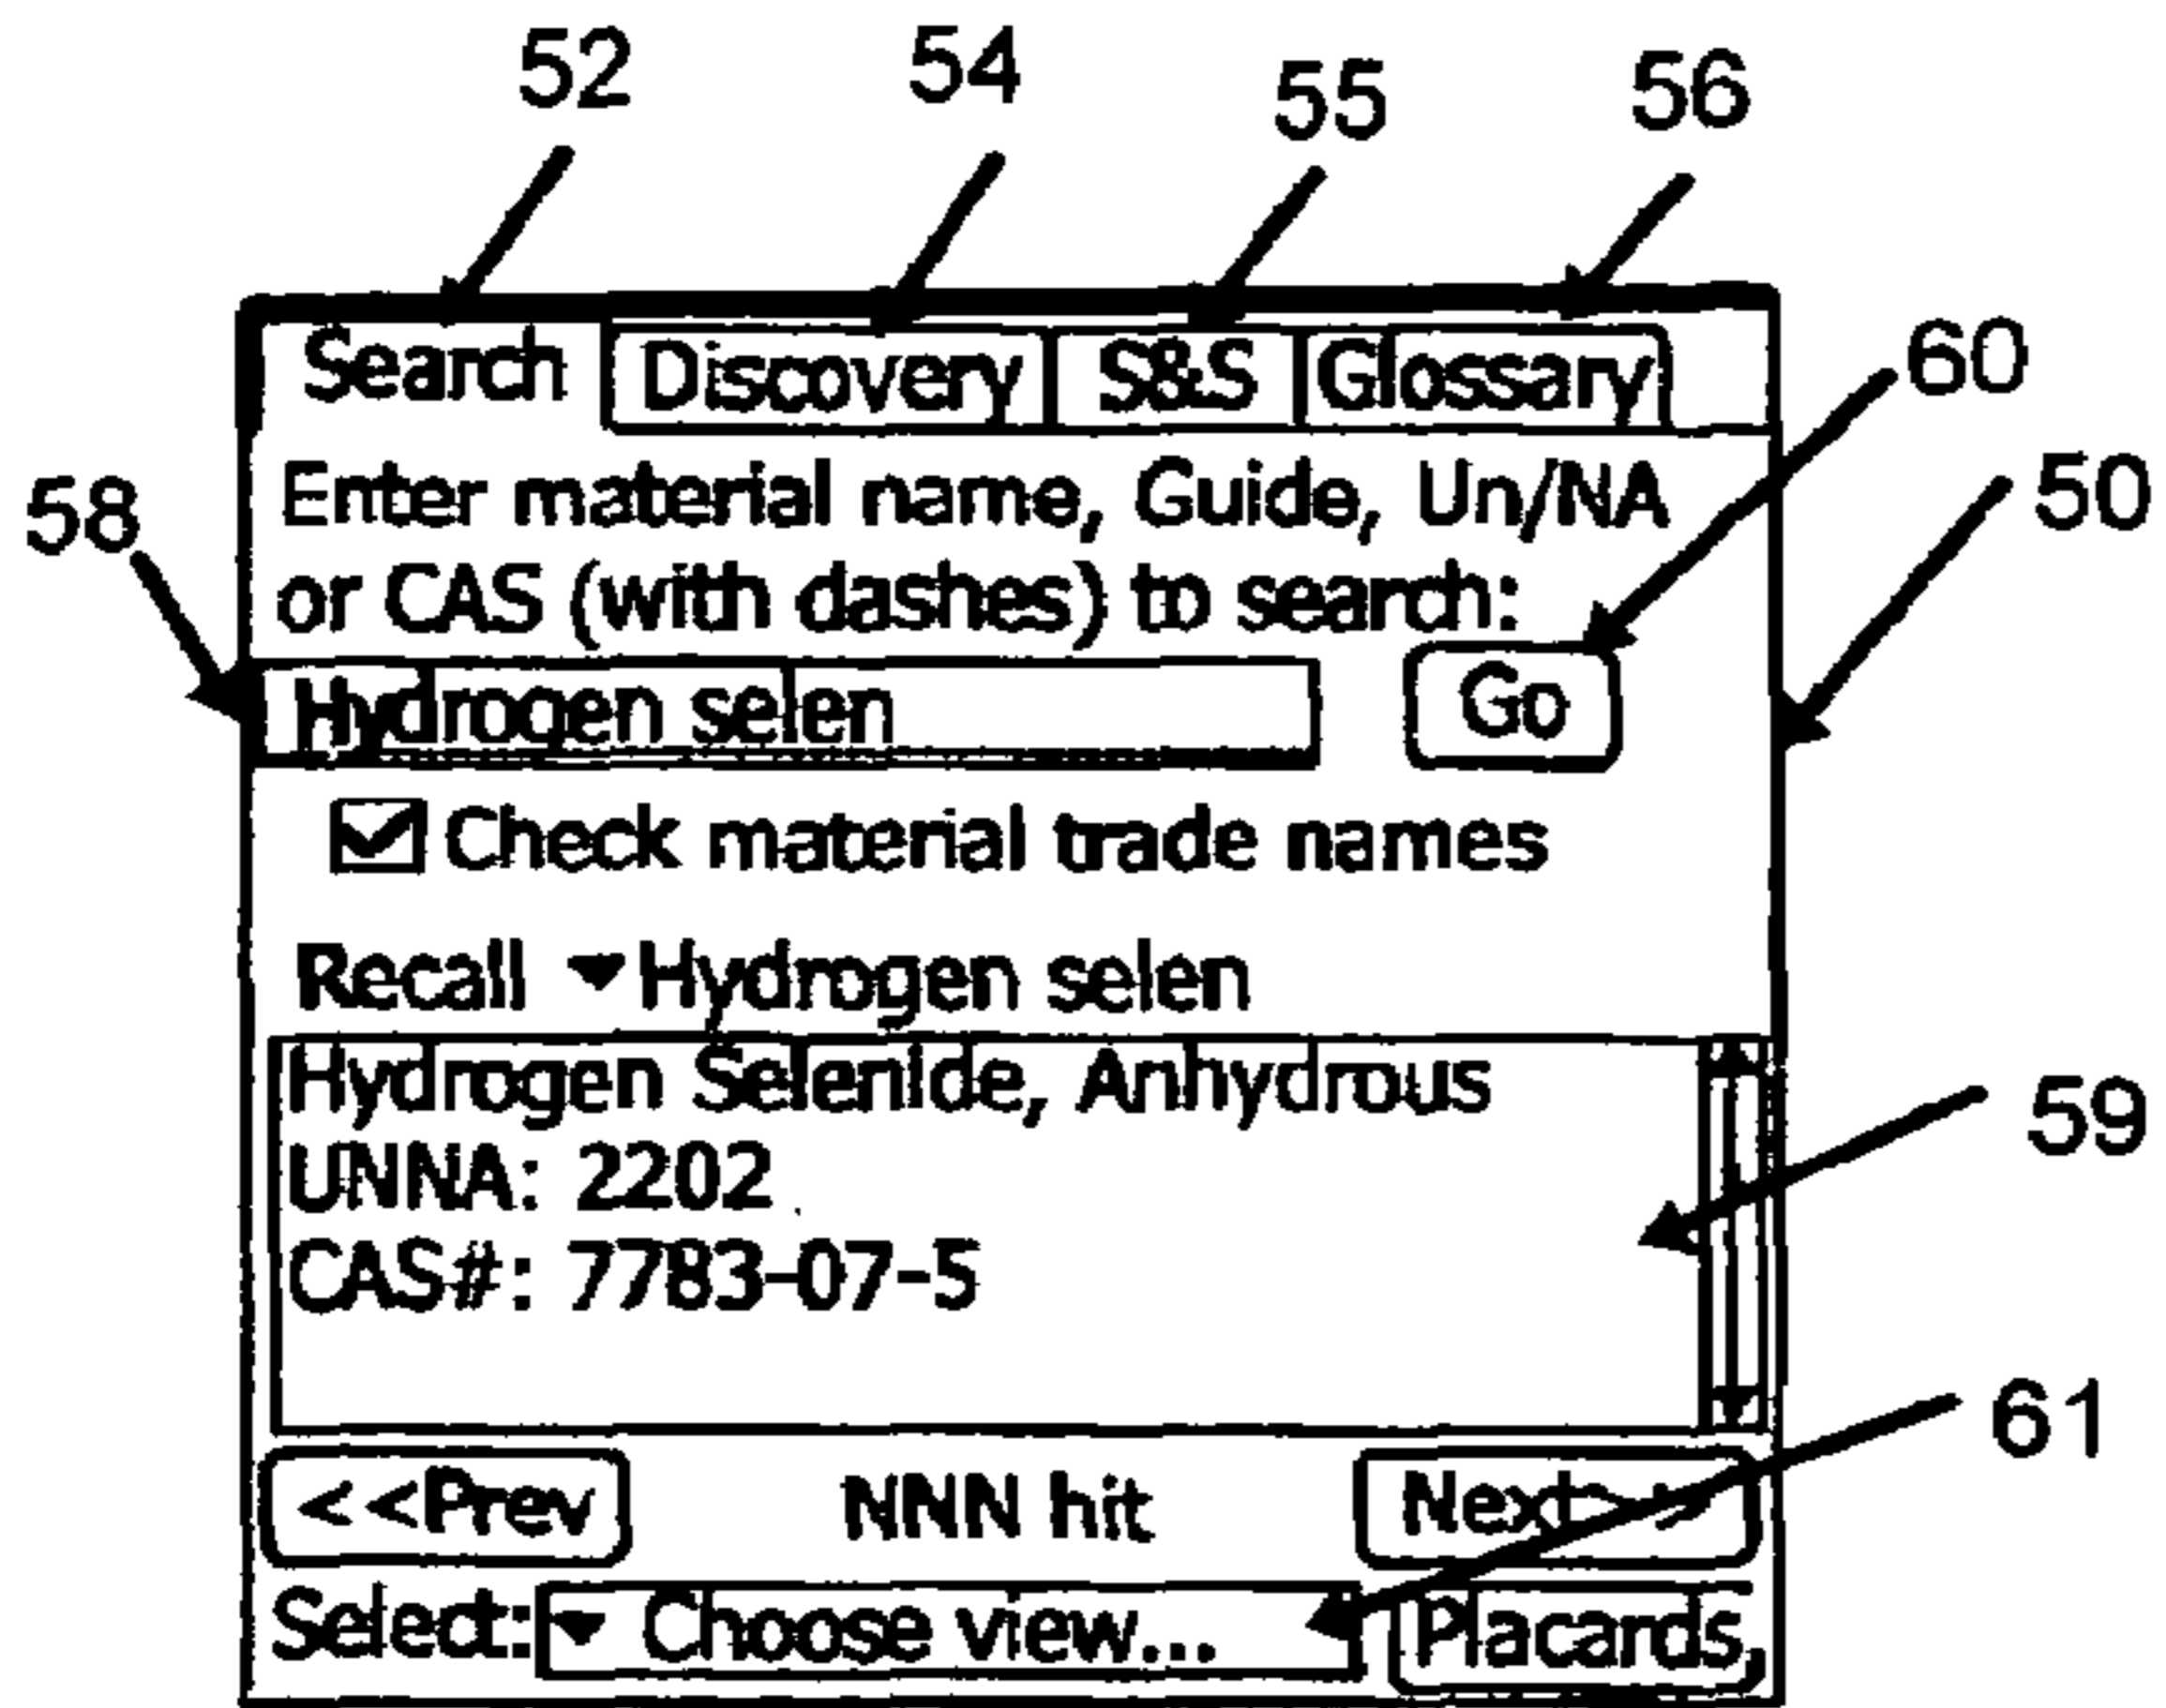 52 54 55 56
Search Discovery S&S Glossary
60
Enter material name, Guide, Un/NA
50
58
or CAS (with dashes) to search:
Hydrogen selen Go
Check material trade names
Recall Hydrogen selen
Hydrogen Selenide, Anhydrous
59
UNNA: 2202
CAS#: 7783-07-5
61
<<Prev NNN hit Next>>
Select: Choose view... Placards